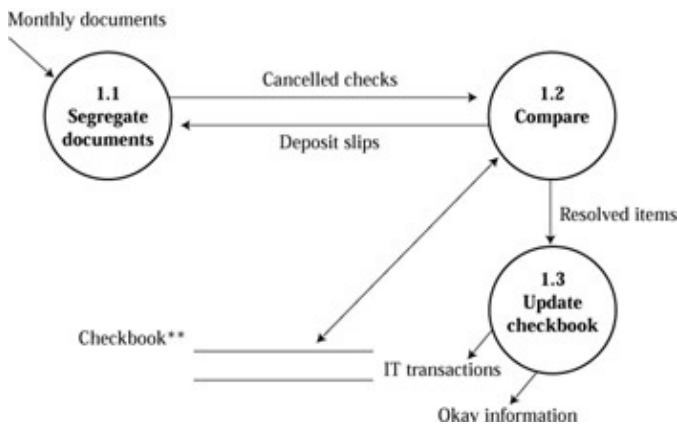 Monthly documents
1.1
Segregate
documents
Cancelled checks
Deposit slips
1.2
Compare
Resolved items
1.3
Update
checkbook
Checkbook**
IT transactions
Okay information